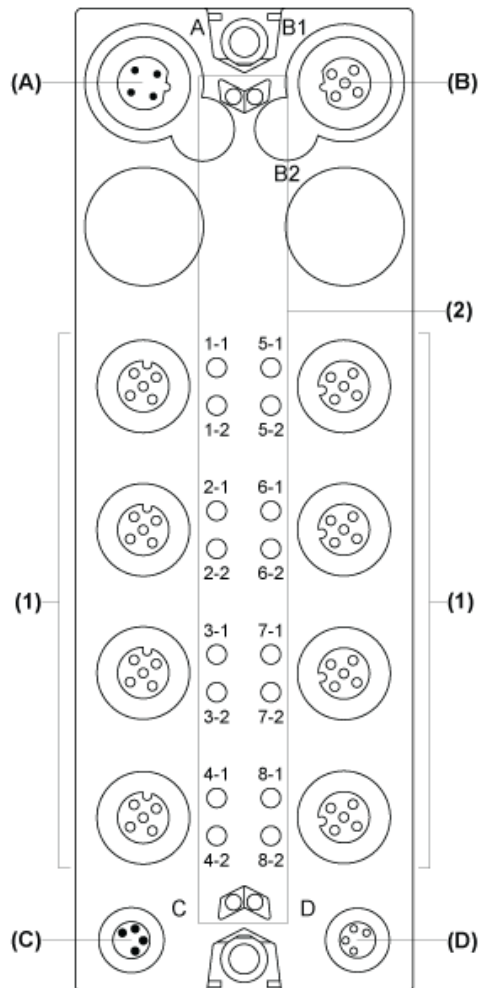 A B1
(A) (B)
B2
(2)
1-1 5-1
1-2 5-2
2-1 6-1
2-2 6-2
(1) (1)
3-1 7-1
3-2 7-2
4-1 8-1
4-2 8-2
C D
(C) (D)